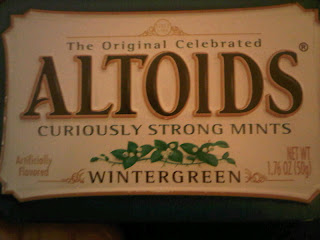 The Original Celebrated
ALTOIDS®
CURIOUSLY STRONG MINTS
Artificially
Flavored
WINTERGREEN
NET WT
1.76 OZ (50g)